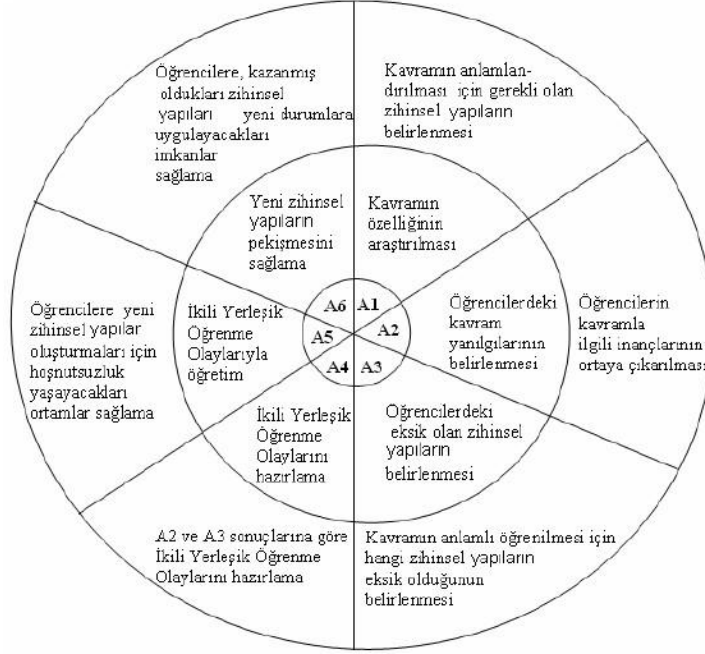 Öğrencilere, kazanmış
oldukları zihinsel
yapıları yeni durumlara
uygulayacakları
imkanlar
sağlama
Kavramın anlamlan-
dırılması için gerekli olan
zihinsel yapıların
belirlenmesi
Yeni zihinsel
yapıların
pekişmesini
sağlama
Kavramın
özelliğinin
araştırılması
Öğrencilere yeni
zihinsel yapılar
oluşturmaları için
hoşnutsuzluk
yaşayacakları
ortamlar sağlama
İkili Yerleşik
Öğrenme
Olaylarıyla
öğretim
A6 A1
A5 A2
A4 A3
Öğrencilerdeki
kavram
yanılgılarının
belirlenmesi
Öğrencilerin
kavramla
ilgili inançlarının
ortaya çıkarılması
İkili Yerleşik
Öğrenme
Olaylarını
hazırlama
Öğrencilerdeki
eksik olan zihinsel
yapıların
belirlenmesi
A2 ve A3 sonuçlarına göre
İkili Yerleşik Öğrenme
Olaylarını hazırlama
Kavramın anlamlı öğrenilmesi için
hangi zihinsel yapıların
eksik olduğunun
belirlenmesi